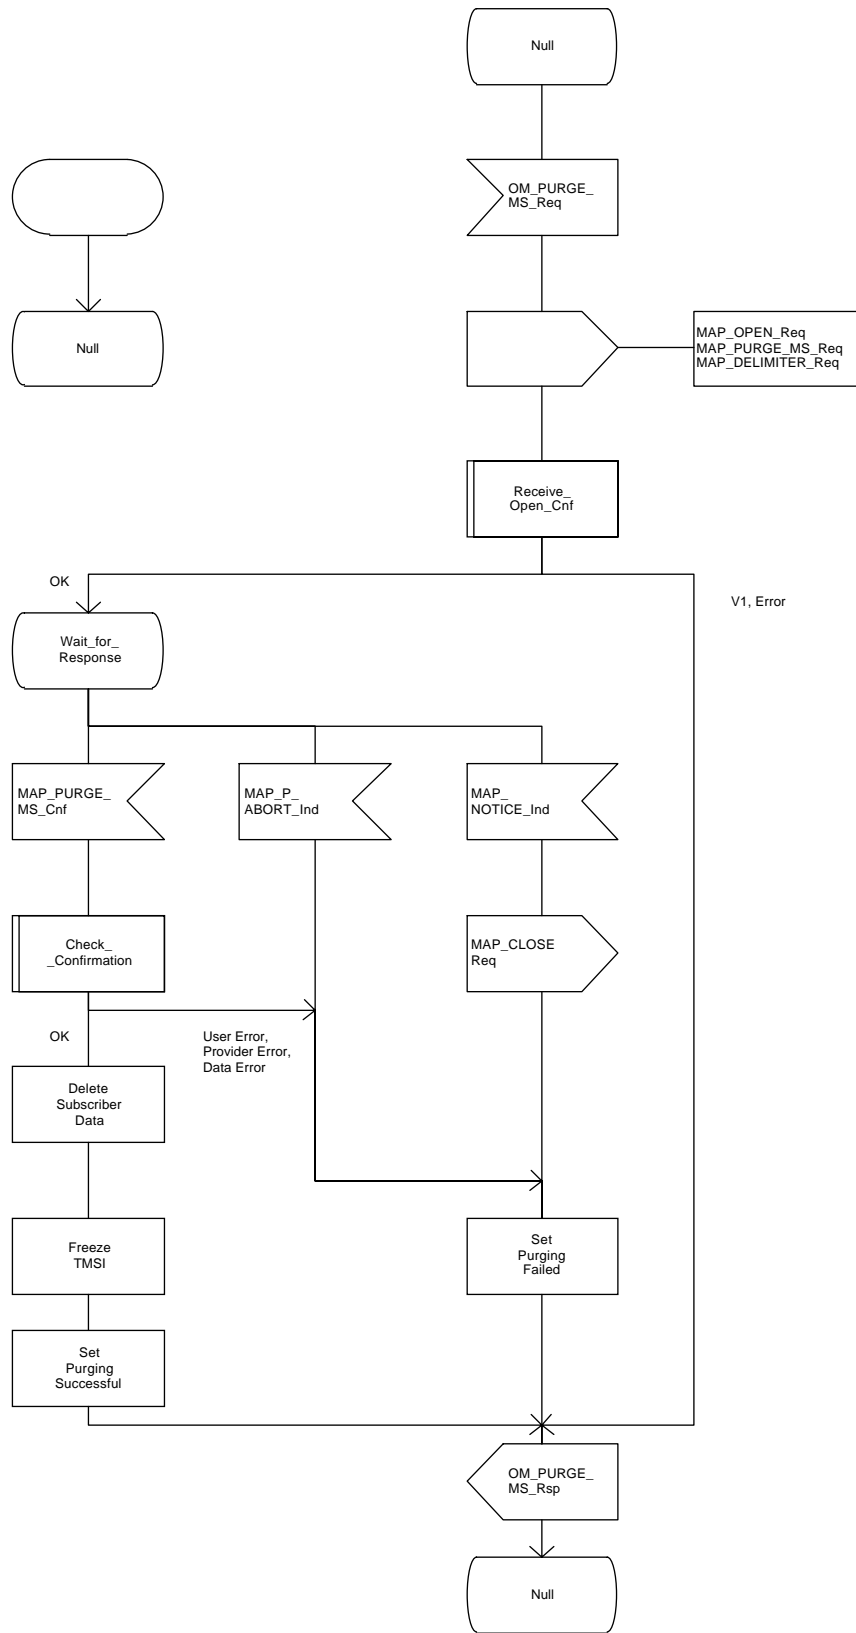 Null
OM_PURGE_
MS_Req
Null
MAP_OPEN_Req
MAP_PURGE_MS_Req
MAP_DELIMITER_Req
Receive_
Open_Cnf
OK
V1, Error
Wait_for_
Response
MAP_PURGE_
MS_Cnf
MAP_P_
ABORT_Ind
MAP_
NOTICE_Ind
Check_
_Confirmation
MAP_CLOSE
Req
OK
User Error,
Provider Error,
Data Error
Delete
Subscriber
Data
Freeze
TMSI
Set
Purging
Failed
Set
Purging
Successful
OM_PURGE_
MS_Rsp
Null